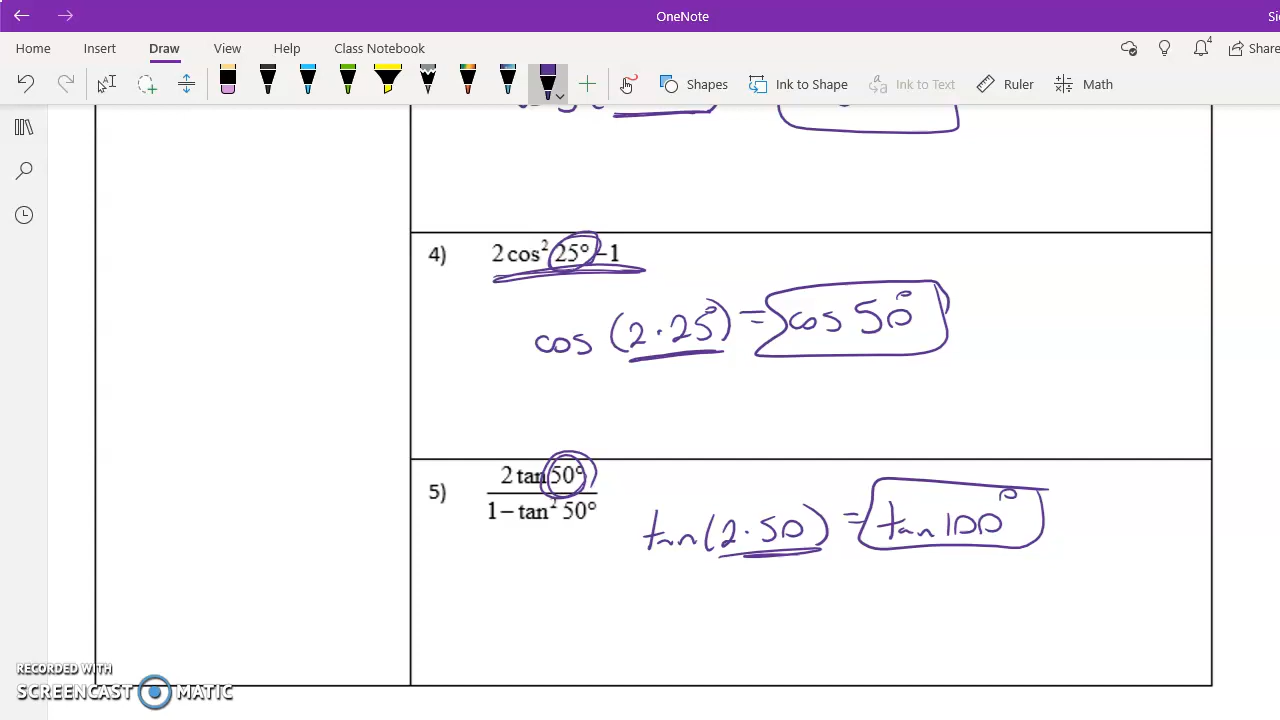 OneNote
Home Insert Draw View Help Class Notebook 4 Share
Shapes Ink to Shape Ink to Text Ruler Math
4) 2 cos² 25° −1
cos (2·25°) = cos 50°
5) 2 tan 50°
1− tan² 50°
tan(2·50) = tan 100°
RECORDED WITH
SCREENCAST MATIC